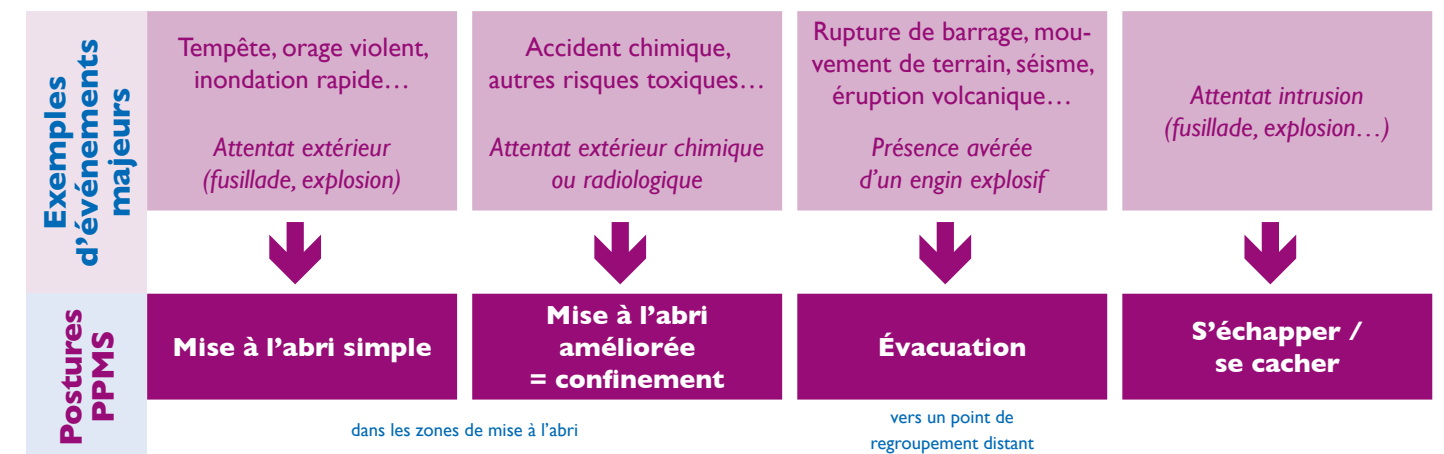 Exemples
d'événements
majeurs
Tempête, orage violent,
inondation rapide…
Attentat extérieur
(fusillade, explosion)
Accident chimique,
autres risques toxiques…
Attentat extérieur chimique
ou radiologique
Rupture de barrage, mou-
vement de terrain, séisme,
éruption volcanique…
Présence avérée
d'un engin explosif
Attentat intrusion
(fusillade, explosion…)
Postures
PPMS
Mise à l'abri simple
Mise à l'abri
améliorée
= confinement
Évacuation
S'échapper /
se cacher
dans les zones de mise à l'abri
vers un point de
regroupement distant